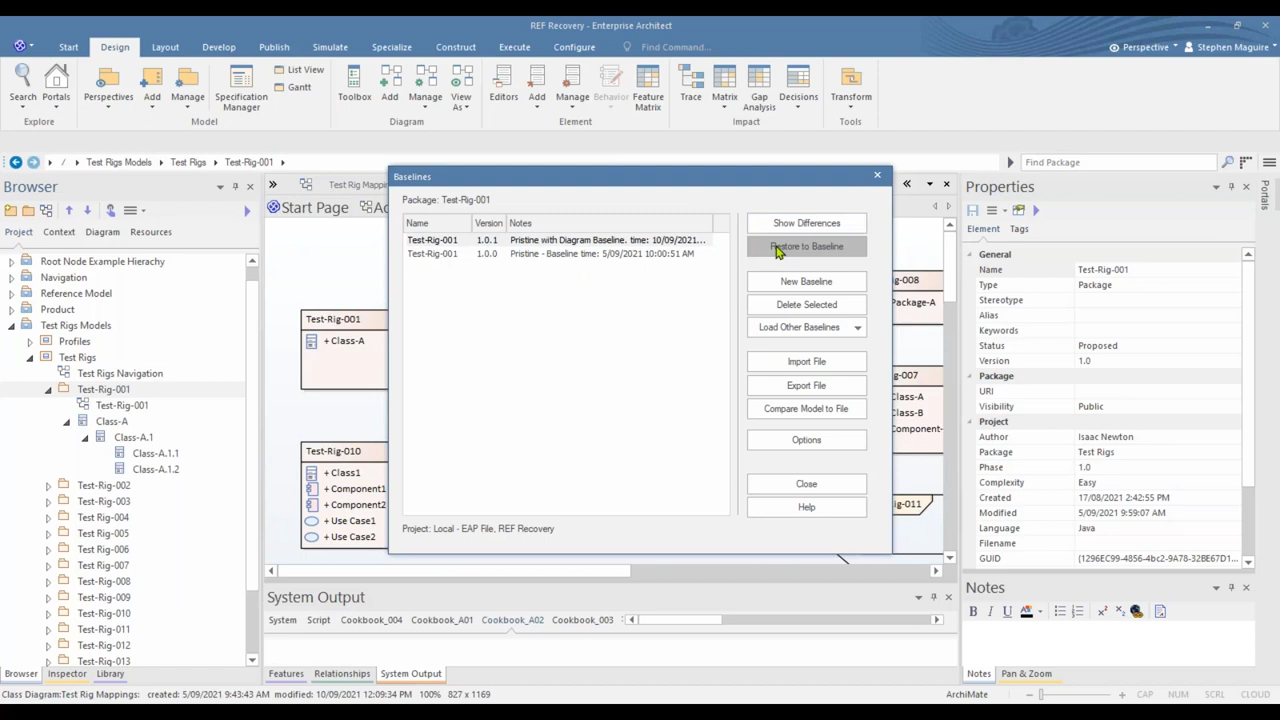 REF Recovery - Enterprise Architect
Start Design Layout Develop Publish Simulate Specialize Construct Execute Configure Find Command... Perspective Stephen Maguire
Search Portals Perspectives Add Manage Specification Manager List View Gantt Toolbox Add Manage View As Editors Add Manage Behavior Feature Matrix Trace Matrix Gap Analysis Decisions Transform
Explore Model Diagram Element Impact Tools
/ Test Rigs Models Test Rigs Test-Rig-001 Find Package
Browser
Project Context Diagram Resources
Root Node Example Hierachy
Navigation
Reference Model
Product
Test Rigs Models
Profiles
Test Rigs
Test Rigs Navigation
Test-Rig-001
Test-Rig-001
Class-A
Class-A.1
Class-A.1.1
Class-A.1.2
Test-Rig-002
Test-Rig-003
Test-Rig-004
Test-Rig-005
Test-Rig-006
Test-Rig-007
Test-Rig-008
Test-Rig-009
Test-Rig-010
Test-Rig-011
Test-Rig-012
Test-Rig-013
Browser Inspector Library
Test Rig Mappin
Start Page
Test-Rig-001
+ Class-A
Test-Rig-010
+ Class1
+ Component1
+ Component2
+ Use Case1
+ Use Case2
Baselines
Package: Test-Rig-001
Name Version Notes
Test-Rig-001 1.0.1 Pristine with Diagram Baseline. time: 10/09/2021...
Test-Rig-001 1.0.0 Pristine - Baseline time: 5/09/2021 10:00:51 AM
Show Differences
Restore to Baseline
New Baseline
Delete Selected
Load Other Baselines
Import File
Export File
Compare Model to File
Options
Close
Help
Project: Local - EAP File, REF Recovery
ig-008
Package-A
ig-007
Class-A
Class-B
Component-
ig-011
System Output
System Script Cookbook_004 Cookbook_A01 Cookbook_A02 Cookbook_003
Features Relationships System Output
Properties
Element Tags
General
Name Test-Rig-001
Type Package
Stereotype
Alias
Keywords
Status Proposed
Version 1.0
Package
URI
Visibility Public
Project
Author Isaac Newton
Package Test Rigs
Phase 1.0
Complexity Easy
Created 17/08/2021 2:42:55 PM
Modified 5/09/2021 9:59:07 AM
Language Java
Filename
GUID {1296EC99-4856-4bc2-9A78-32BE67D1...
Notes
B I U A
Notes Pan & Zoom
Portals
Class Diagram:Test Rig Mappings: created: 5/09/2021 9:43:43 AM modified: 10/09/2021 12:09:34 PM 100% 827 x 1169 ArchiMate CAP NUM SCRL CLOUD